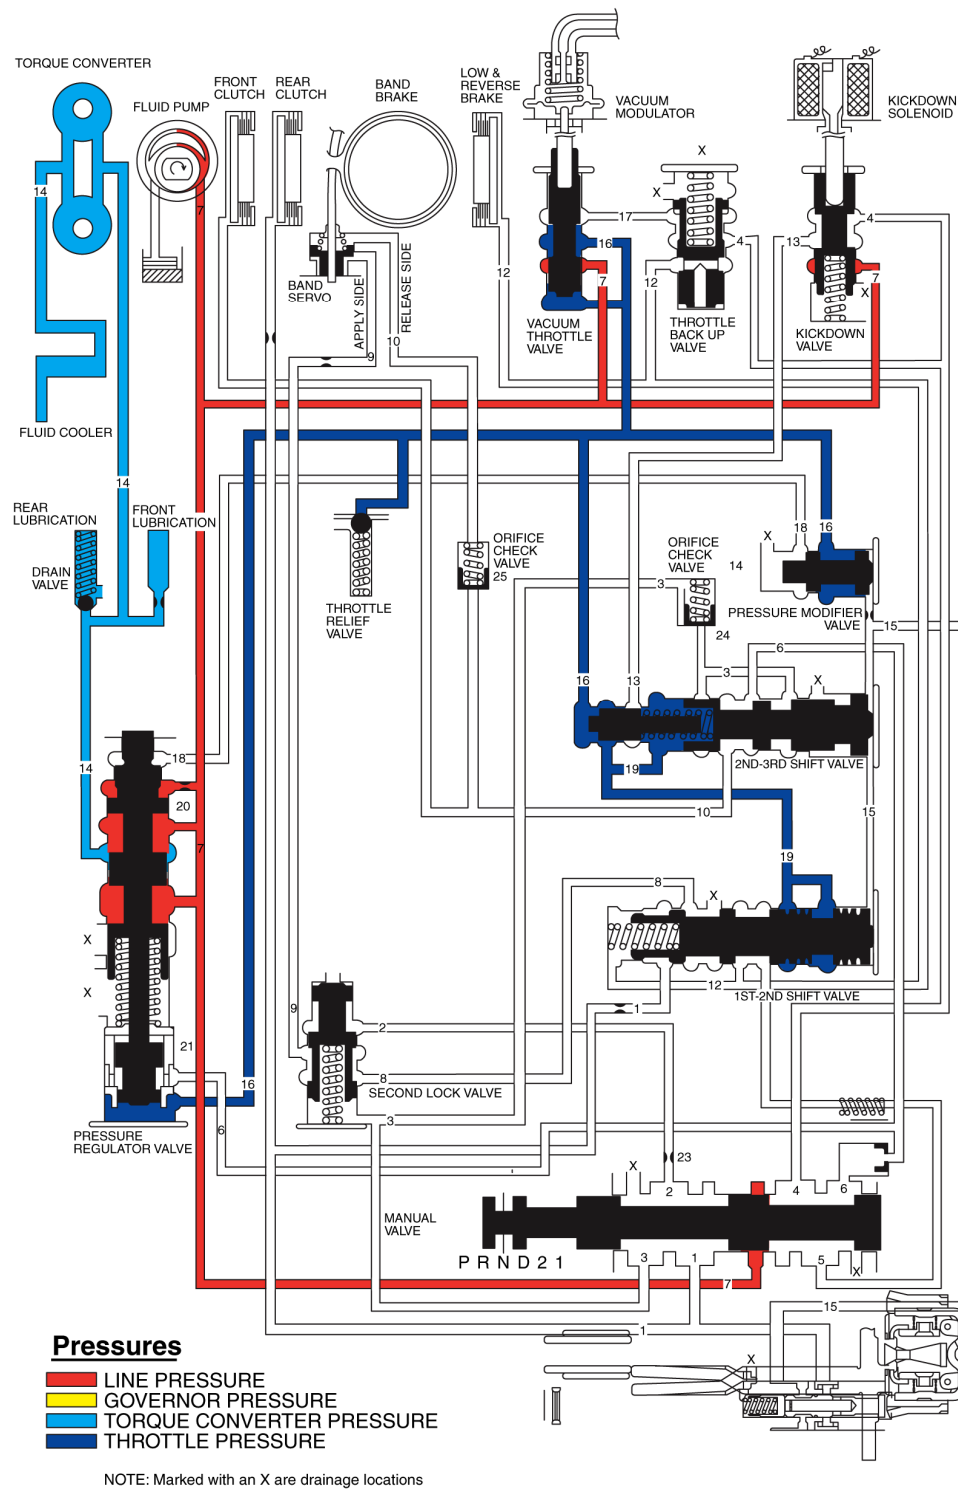 TORQUE CONVERTER
FLUID PUMP
FRONT
CLUTCH
REAR
CLUTCH
BAND
BRAKE
LOW &
REVERSE
BRAKE
VACUUM
MODULATOR
KICKDOWN
SOLENOID
X
X
14
7
17
4
16
4
13
12
7
12
7
X
BAND
SERVO
APPLY SIDE
RELEASE SIDE
9
10
VACUUM
THROTTLE
VALVE
THROTTLE
BACK UP
VALVE
KICKDOWN
VALVE
FLUID COOLER
14
REAR
LUBRICATION
FRONT
LUBRICATION
DRAIN
VALVE
THROTTLE
RELIEF
VALVE
ORIFICE
CHECK
VALVE
25
ORIFICE
CHECK
VALVE
3
24
14
X
18
16
PRESSURE MODIFIER
VALVE
15
6
3
X
16
13
19
2ND-3RD SHIFT VALVE
10
15
18
14
20
7
19
8
X
12
1ST-2ND SHIFT VALVE
1
X
X
9
2
8
SECOND LOCK VALVE
3
21
16
6
PRESSURE
REGULATOR VALVE
23
X
2
4
6
MANUAL
VALVE
P R N D 2 1
3
1
5
X
7
15
1
X
Pressures
LINE PRESSURE
GOVERNOR PRESSURE
TORQUE CONVERTER PRESSURE
THROTTLE PRESSURE
NOTE: Marked with an X are drainage locations